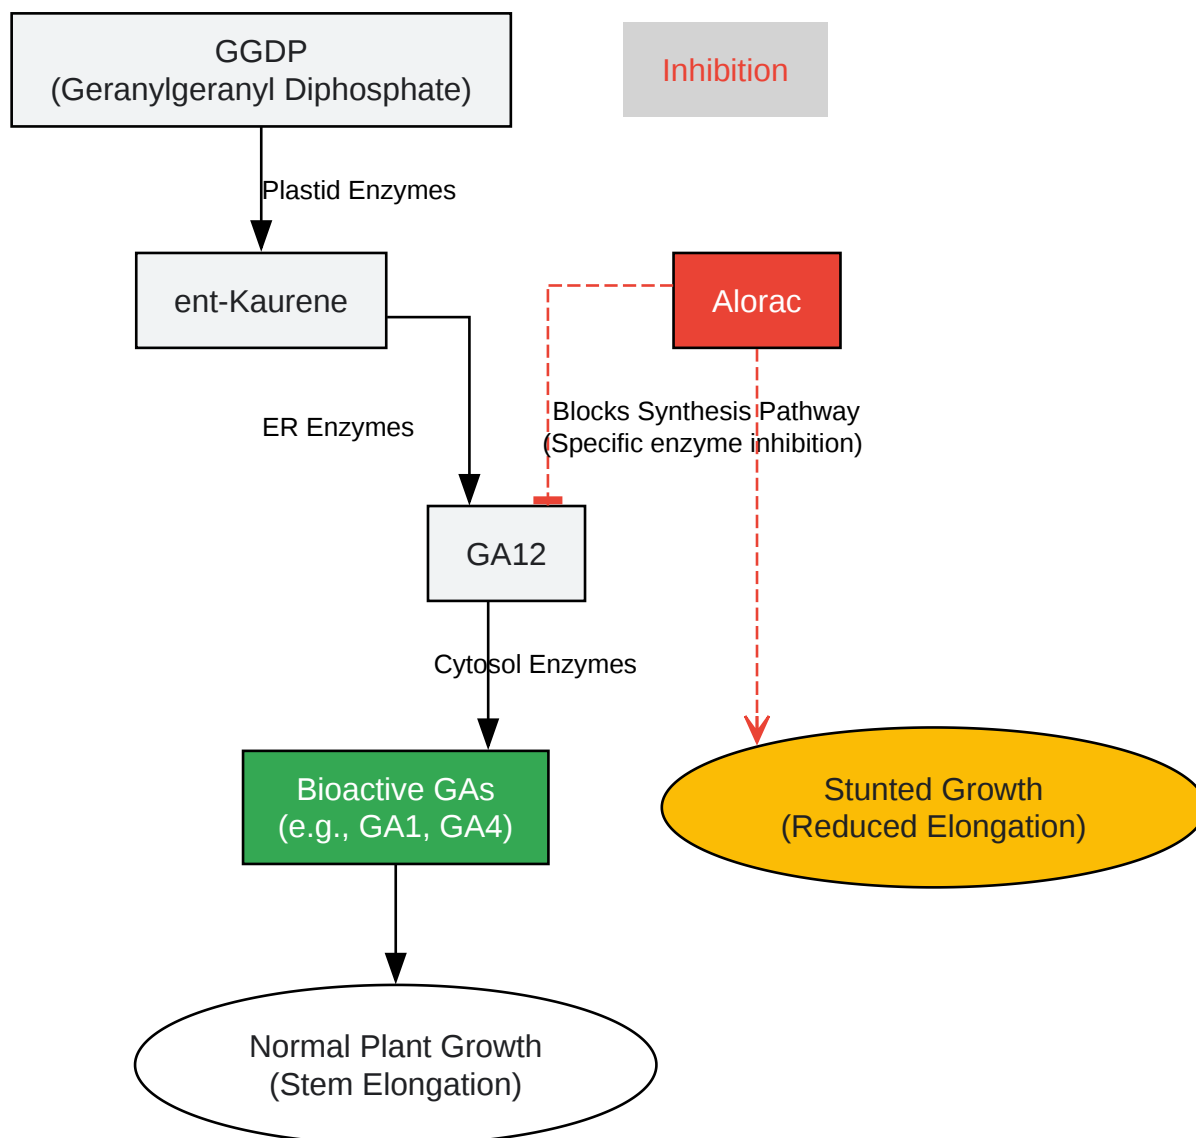 GGDP
(Geranylgeranyl Diphosphate)
Inhibition
Plastid Enzymes
ent-Kaurene
Alorac
ER Enzymes
Blocks Synthesis Pathway
(Specific enzyme inhibition)
GA12
Cytosol Enzymes
Bioactive GAs
(e.g., GA1, GA4)
Stunted Growth
(Reduced Elongation)
Normal Plant Growth
(Stem Elongation)